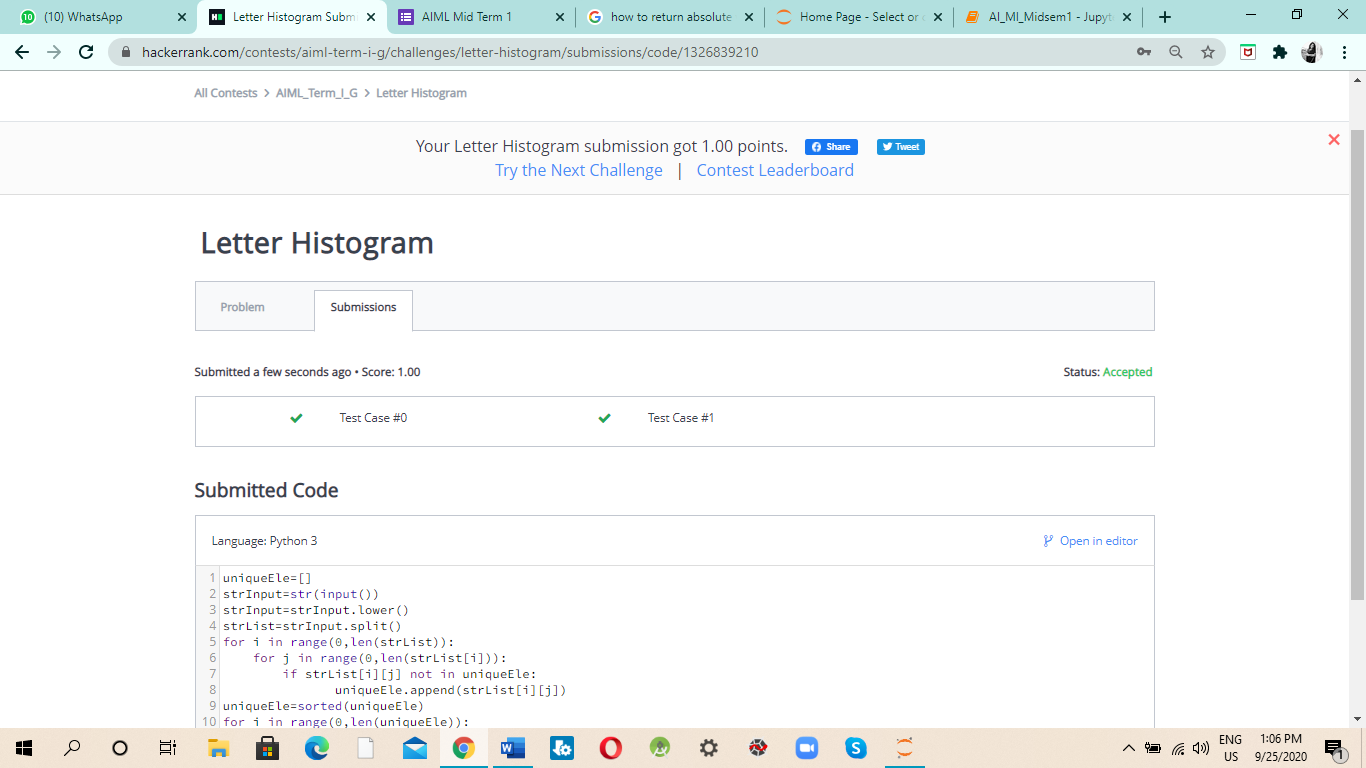 (10) WhatsApp
Letter Histogram Subm
AIML Mid Term 1
how to return absolute
Home Page - Select or
AI_MI_Midsem1 - Jupyt
hackerrank.com/contests/aiml-term-i-g/challenges/letter-histogram/submissions/code/1326839210
All Contests > AIML_Term_I_G > Letter Histogram
Your Letter Histogram submission got 1.00 points. Share Tweet
Try the Next Challenge | Contest Leaderboard
Letter Histogram
Problem Submissions
Submitted a few seconds ago • Score: 1.00 Status: Accepted
Test Case #0 Test Case #1
Submitted Code
Language: Python 3 Open in editor
1 uniqueEle=[]
2 strInput=str(input())
3 strInput=strInput.lower()
4 strList=strInput.split()
5 for i in range(0,len(strList)):
6 for j in range(0,len(strList[i])):
7 if strList[i][j] not in uniqueEle:
8 uniqueEle.append(strList[i][j])
9 uniqueEle=sorted(uniqueEle)
10 for i in range(0,len(uniqueEle)):
ENG 1:06 PM
US 9/25/2020 1